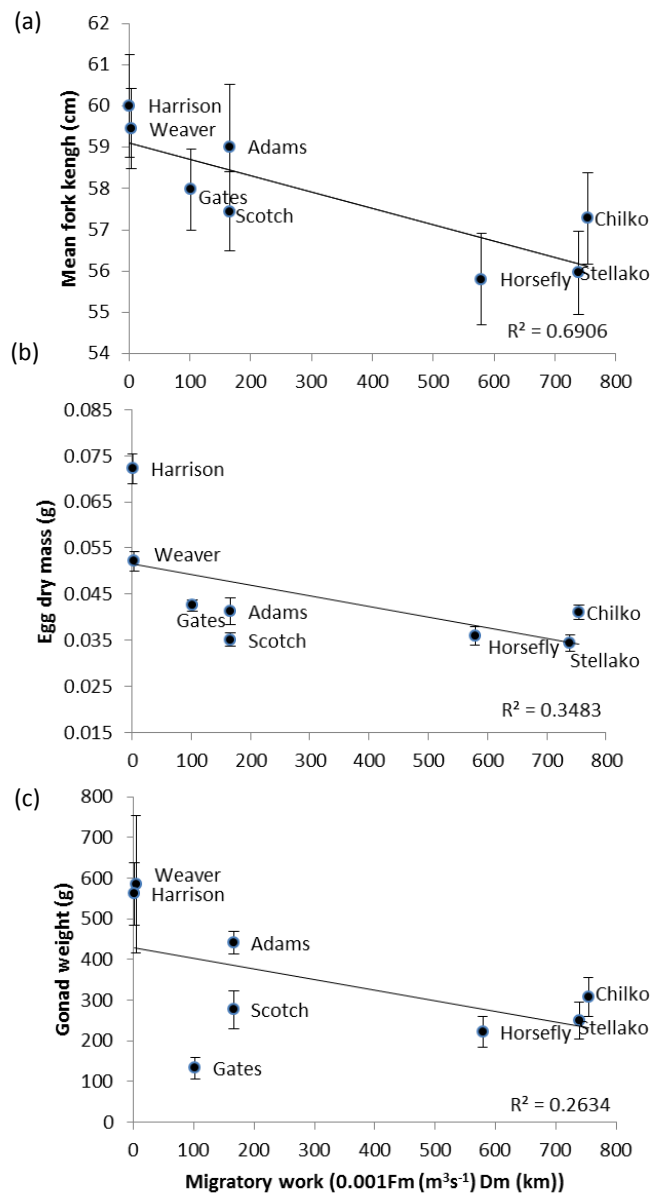 (a)
62
61
60
59
58
57
56
55
54
Mean fork kengh (cm)
Harrison
Weaver
Adams
Gates
Scotch
Chilko
Horsefly
Stellako
R² = 0.6906
0 100 200 300 400 500 600 700 800
(b)
0.085
0.075
0.065
0.055
0.045
0.035
0.025
0.015
Egg dry mass (g)
Harrison
Weaver
Gates
Adams
Scotch
Chilko
Horsefly
Stellako
R² = 0.3483
0 100 200 300 400 500 600 700 800
(c)
800
700
600
500
400
300
200
100
0
Gonad weight (g)
Weaver
Harrison
Adams
Scotch
Gates
Chilko
Horsefly
Stellako
R² = 0.2634
0 100 200 300 400 500 600 700 800
Migratory work (0.001Fm (m³s⁻¹) Dm (km))